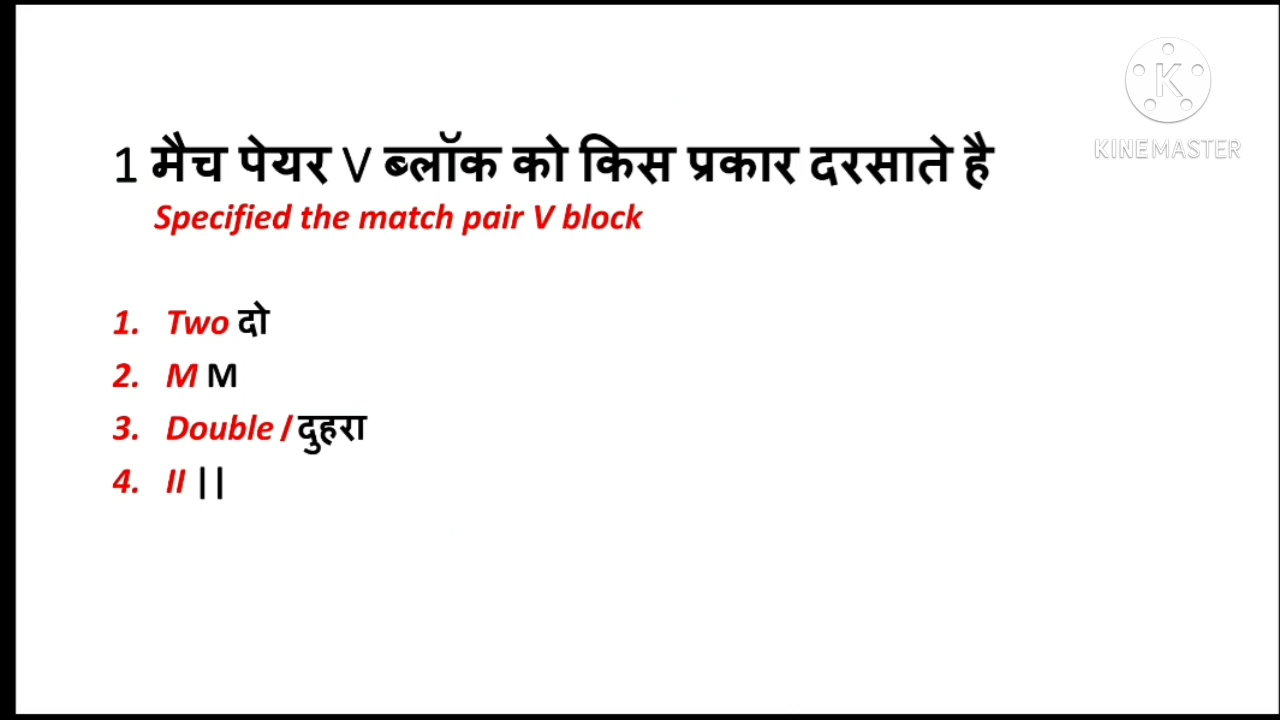 K
KINEMASTER
1 मैच पेयर V ब्लॉक को किस प्रकार दरसाते है
Specified the match pair V block
1. Two दो
2. M M
3. Double / दुहरा
4. II ||